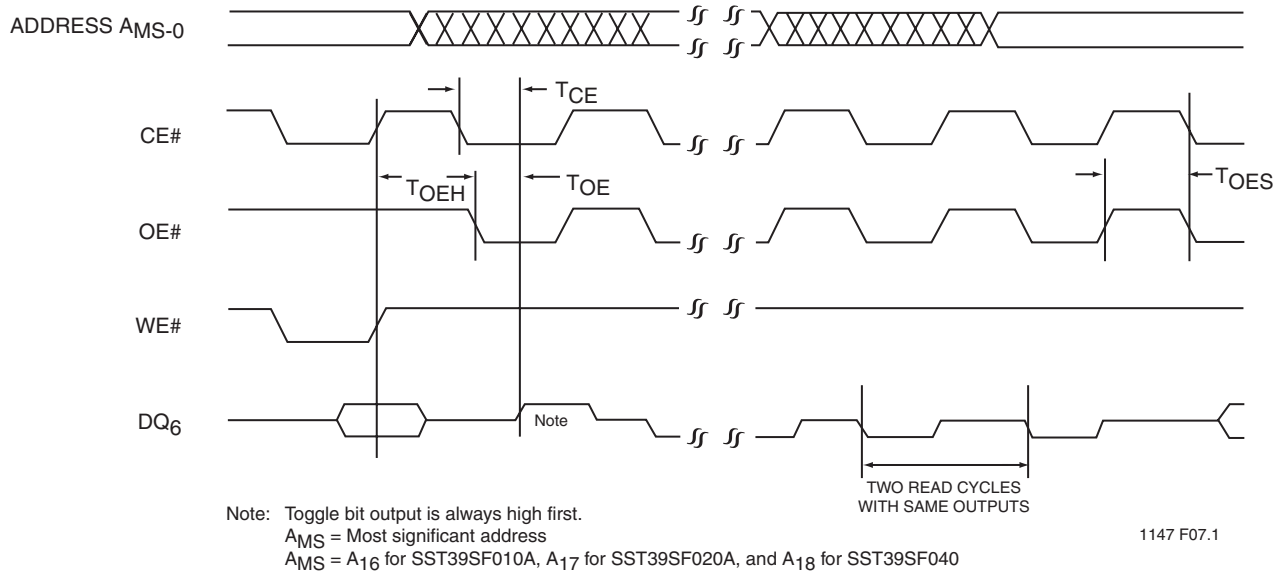 ADDRESS AMS-0
TCE
CE#
TOEH
TOE
TOES
OE#
WE#
DQ6
Note
TWO READ CYCLES
WITH SAME OUTPUTS
Note: Toggle bit output is always high first.
AMS = Most significant address
AMS = A16 for SST39SF010A, A17 for SST39SF020A, and A18 for SST39SF040
1147 F07.1